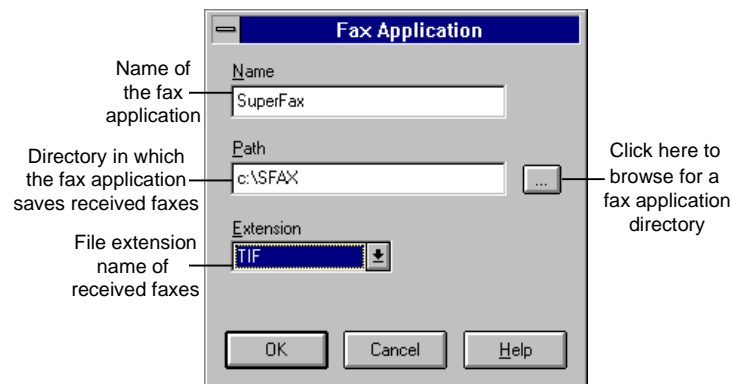 Fax Application
Name of
the fax
application
Name
SuperFax
Directory in which
the fax application
saves received faxes
Path
c:\SFAX
...
Click here to
browse for a
fax application
directory
File extension
name of
received faxes
Extension
TIF
OK
Cancel
Help